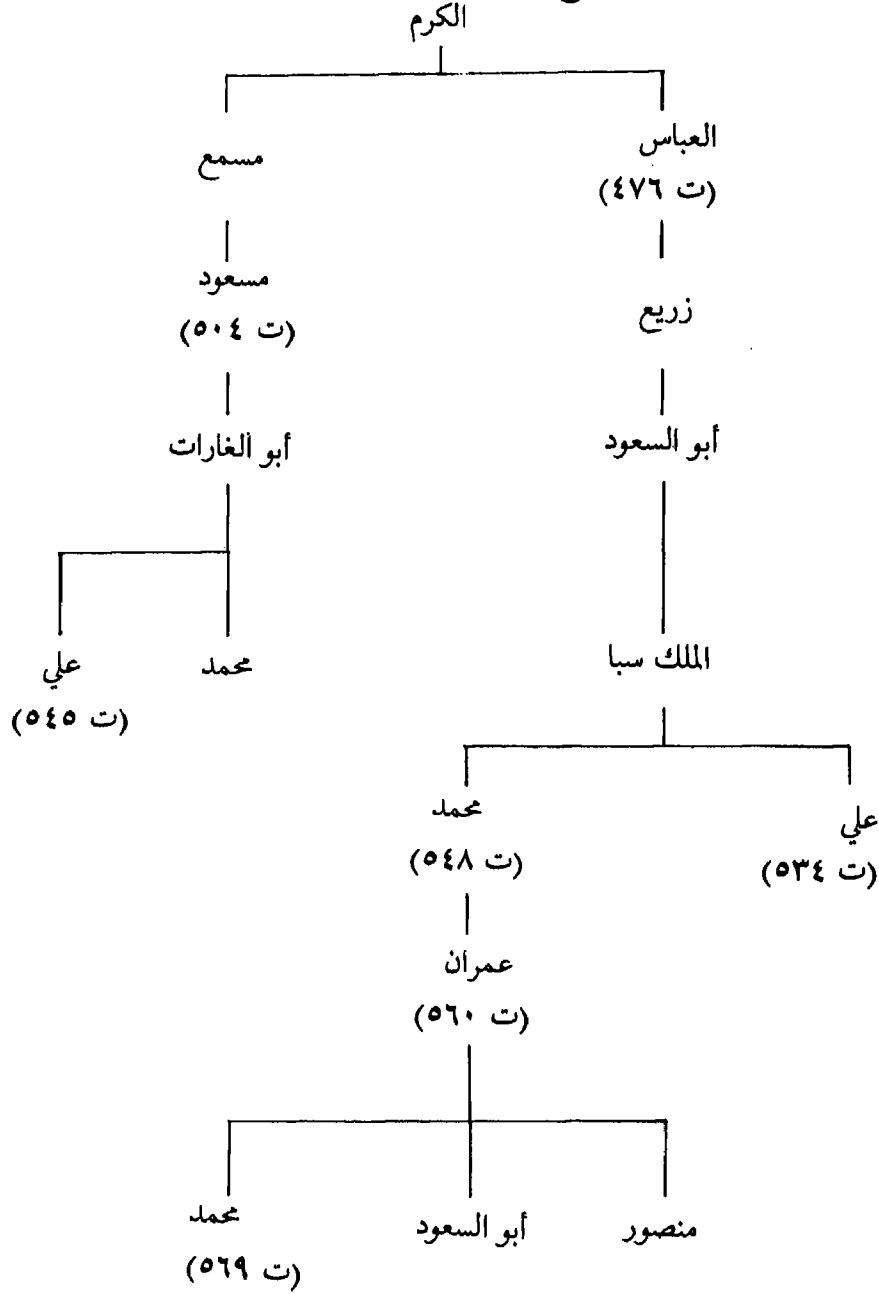 الكرم
العباس
(ت ٤٧٦)
مسمع
زريع
مسعود
(ت ٥٠٤)
أبو السعود
أبو الغارات
الملك سبا
محمد
علي
(ت ٥٤٥)
علي
(ت ٥٣٤)
محمد
(ت ٥٤٨)
عمران
(ت ٥٦٠)
منصور
أبو السعود
محمد
(ت ٥٦٩)